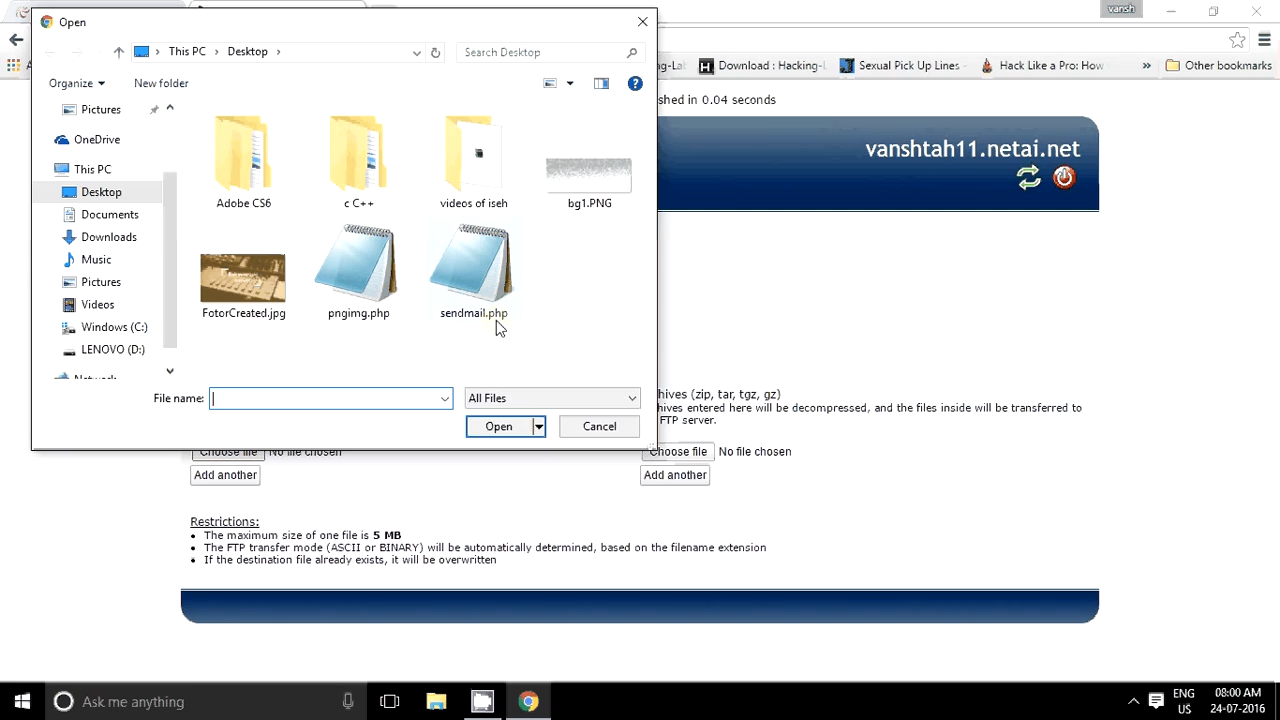 Open
vansh
This PC
Desktop
Search Desktop
Organize
New folder
ng-La
Download : Hacking-L
Sexual Pick Up Lines -
Hack Like a Pro: How
»
Other bookmarks
shed in 0.04 seconds
Pictures
OneDrive
This PC
Desktop
Documents
Downloads
Music
Pictures
Videos
Windows (C:)
LENOVO (D:)
Network
Adobe CS6
c C++
videos of iseh
bg1.PNG
FotorCreated.jpg
pngimg.php
sendmail.php
vanshtah11.netai.net
File name:
All Files
Open
Cancel
hives (zip, tar, tgz, gz)
hives entered here will be decompressed, and the files inside will be transferred to
FTP server.
Choose file No file chosen
Choose file No file chosen
Add another
Add another
Restrictions:
• The maximum size of one file is 5 MB
• The FTP transfer mode (ASCII or BINARY) will be automatically determined, based on the filename extension
• If the destination file already exists, it will be overwritten
Ask me anything
ENG
US
08:00 AM
24-07-2016